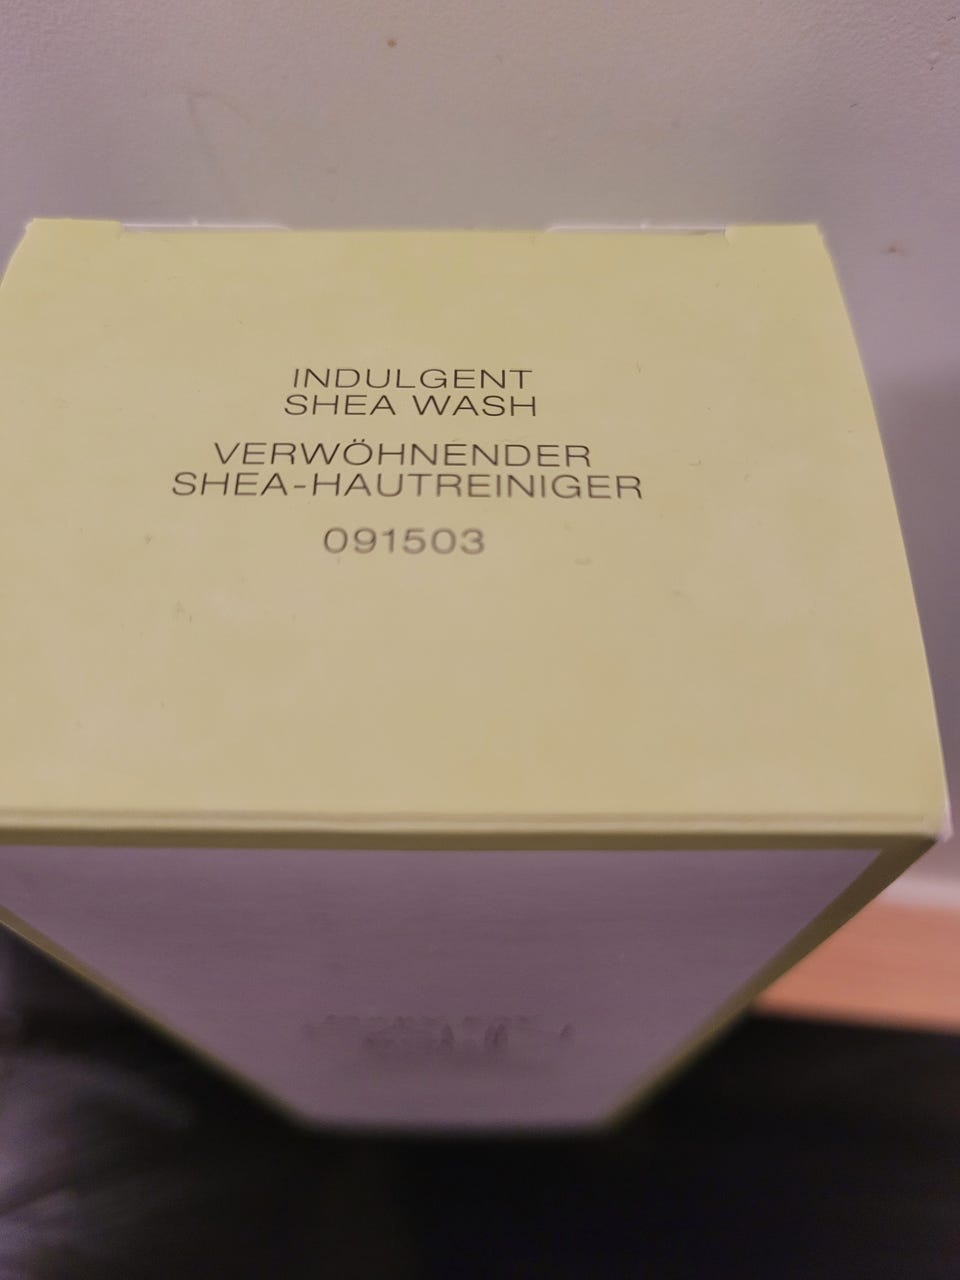 INDULGENT
SHEA WASH
VERWÖHNENDER
SHEA-HAUTREINIGER
091503